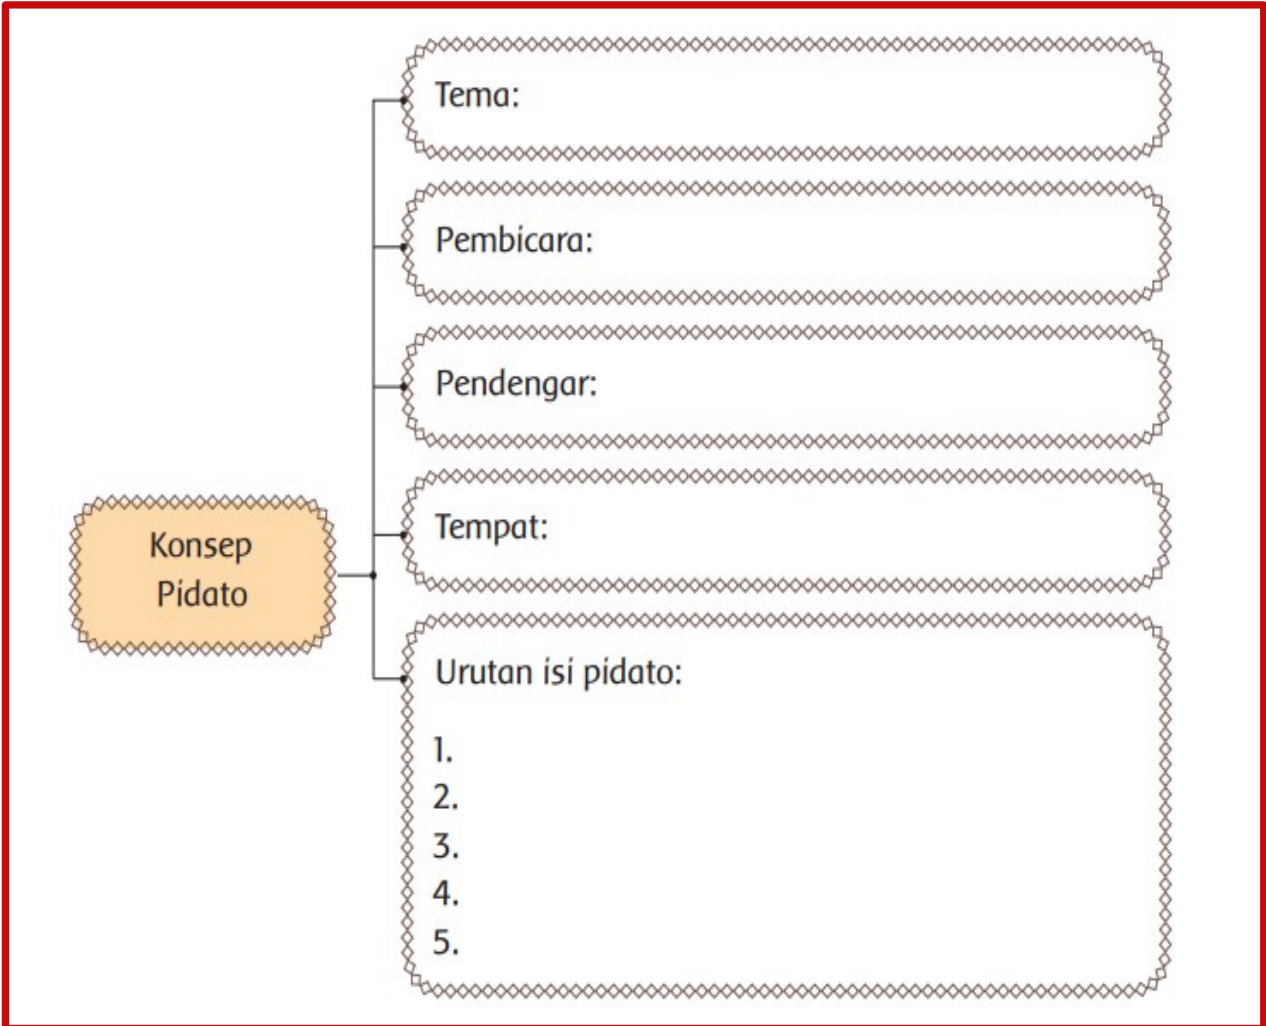 Konsep
Pidato
Tema:
Pembicara:
Pendengar:
Tempat:
Urutan isi pidato:
1.
2.
3.
4.
5.